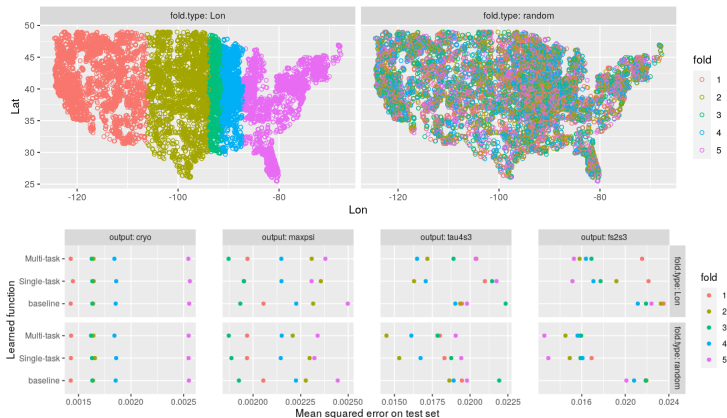 fold.type: Lon
fold.type: random
50
45
40
35
30
25
Lat
-120
-100
-80
-120
-100
-80
Lon
fold
1
2
3
4
5
output: cryo
output: maxpsi
output: tau4s3
output: fs2s3
Multi-task
Single-task
baseline
fold.type: Lon
Multi-task
Single-task
baseline
fold.type: random
Learned function
0.0015
0.0020
0.0025
0.00200
0.00225
0.00250
0.0150
0.0175
0.0200
0.0225
0.016
0.020
0.024
Mean squared error on test set
fold
1
2
3
4
5